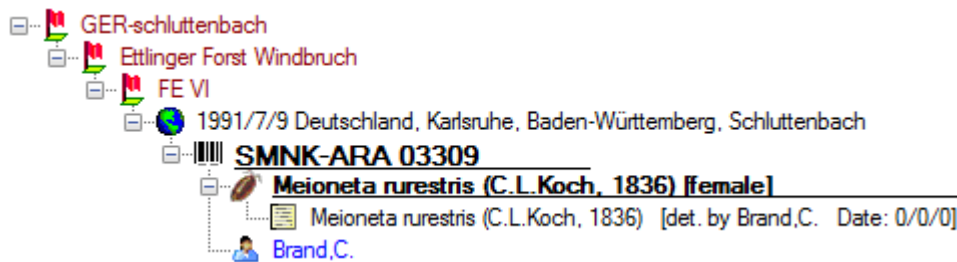 GER-schluttenbach
Ettlinger Forst Windbruch
FE VI
1991/7/9 Deutschland, Karlsruhe, Baden-Württemberg, Schluttenbach
SMNK-ARA 03309
Meioneta rurestris (C.L.Koch, 1836) [female]
Meioneta rurestris (C.L.Koch, 1836) [det. by Brand,C. Date: 0/0/0]
Brand,C.